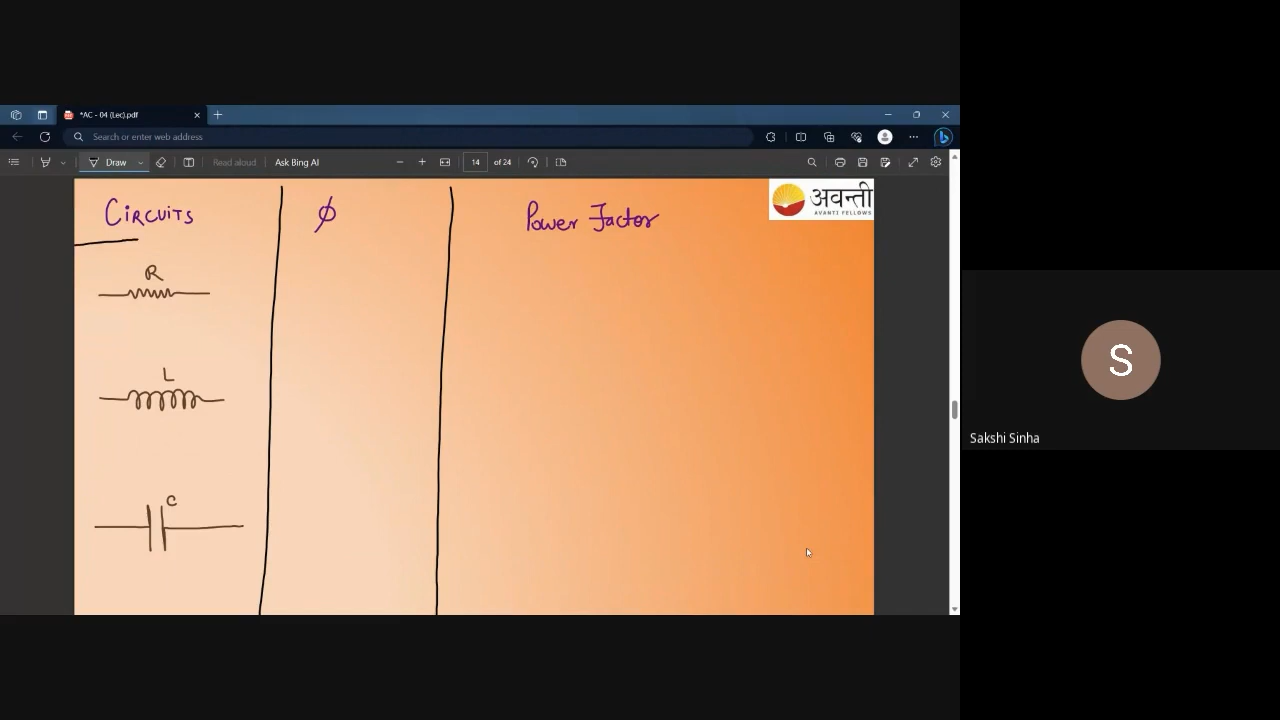 *AC - 04 (Lec).pdf
Search or enter web address
Draw
Read aloud
Ask Bing AI
14 of 24
CIRCUITS
ϕ
Power Factor
अवन्ती
AVANTI FELLOWS
R
L
C
S
Sakshi Sinha